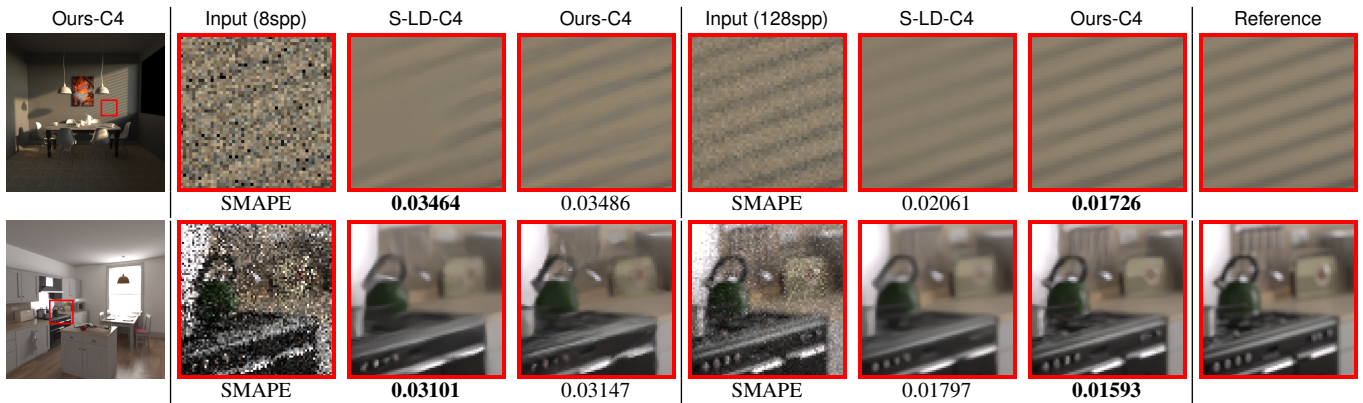 Ours-C4 Input (8spp) S-LD-C4 Ours-C4 Input (128spp) S-LD-C4 Ours-C4 Reference
SMAPE 0.03464 0.03486 SMAPE 0.02061 0.01726
SMAPE 0.03101 0.03147 SMAPE 0.01797 0.01593